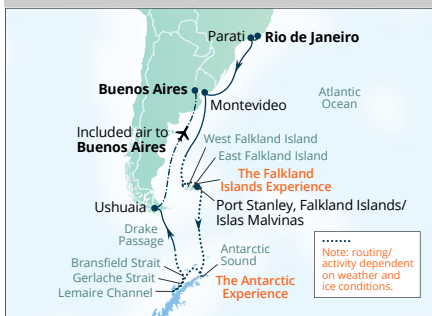 Parati
Rio de Janeiro
Buenos Aires
Montevideo
Atlantic
Ocean
Included air to
Buenos Aires
West Falkland Island
East Falkland Island
The Falkland
Islands Experience
Port Stanley, Falkland Islands/
Islas Malvinas
Ushuaia
Drake
Passage
Antarctic
Sound
Bransfield Strait
Gerlache Strait
Lemaire Channel
The Antarctic
Experience
Note: routing/
activity dependent
on weather and
ice conditions.